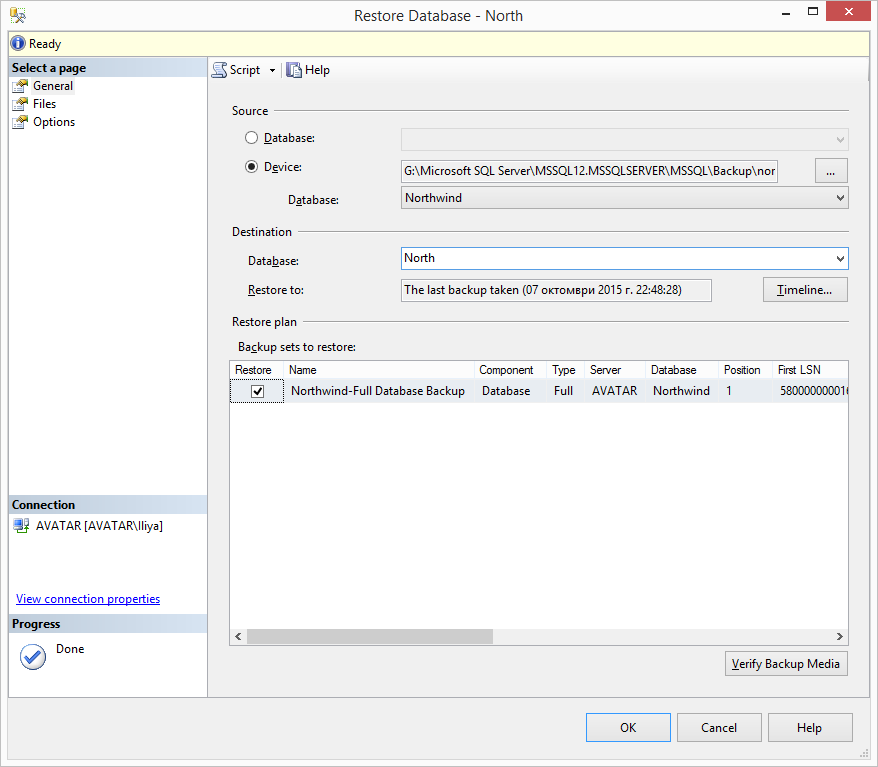 Restore Database - North
Ready
Select a page
General
Files
Options
Connection
AVATAR [AVATAR\Iliya]
View connection properties
Progress
Done
Script Help
Source
Database:
Device: G:\Microsoft SQL Server\MSSQL12.MSSQLSERVER\MSSQL\Backup\nor ...
Database: Northwind
Destination
Database: North
Restore to: The last backup taken (07 октомври 2015 г. 22:48:28) Timeline...
Restore plan
Backup sets to restore:
Restore Name Component Type Server Database Position First LSN
Northwind-Full Database Backup Database Full AVATAR Northwind 1 58000000001
Verify Backup Media
OK Cancel Help